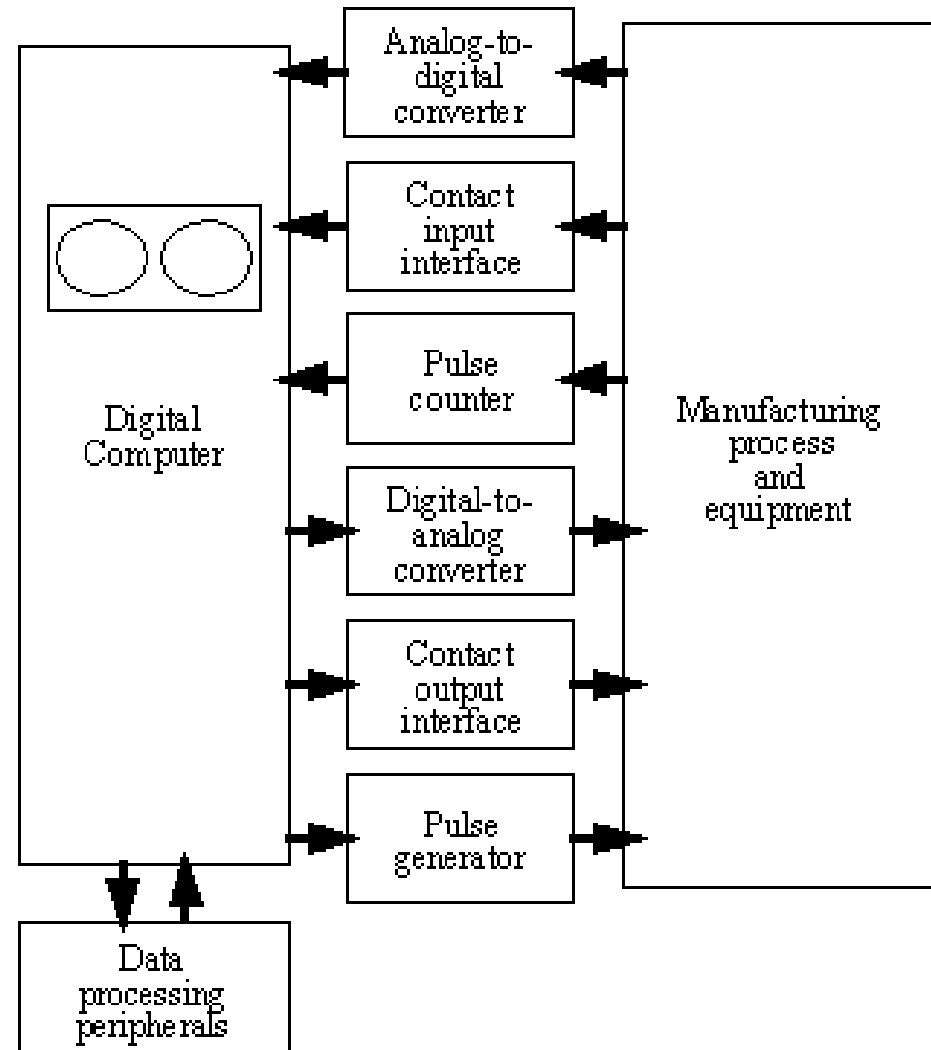 Analog-to-
digital
converter
Contact
input
interface
Pulse
counter
Digital
Computer
Manufacturing
process
and
equipment
Digital-to-
analog
converter
Contact
output
interface
Pulse
generator
Data
processing
peripherals